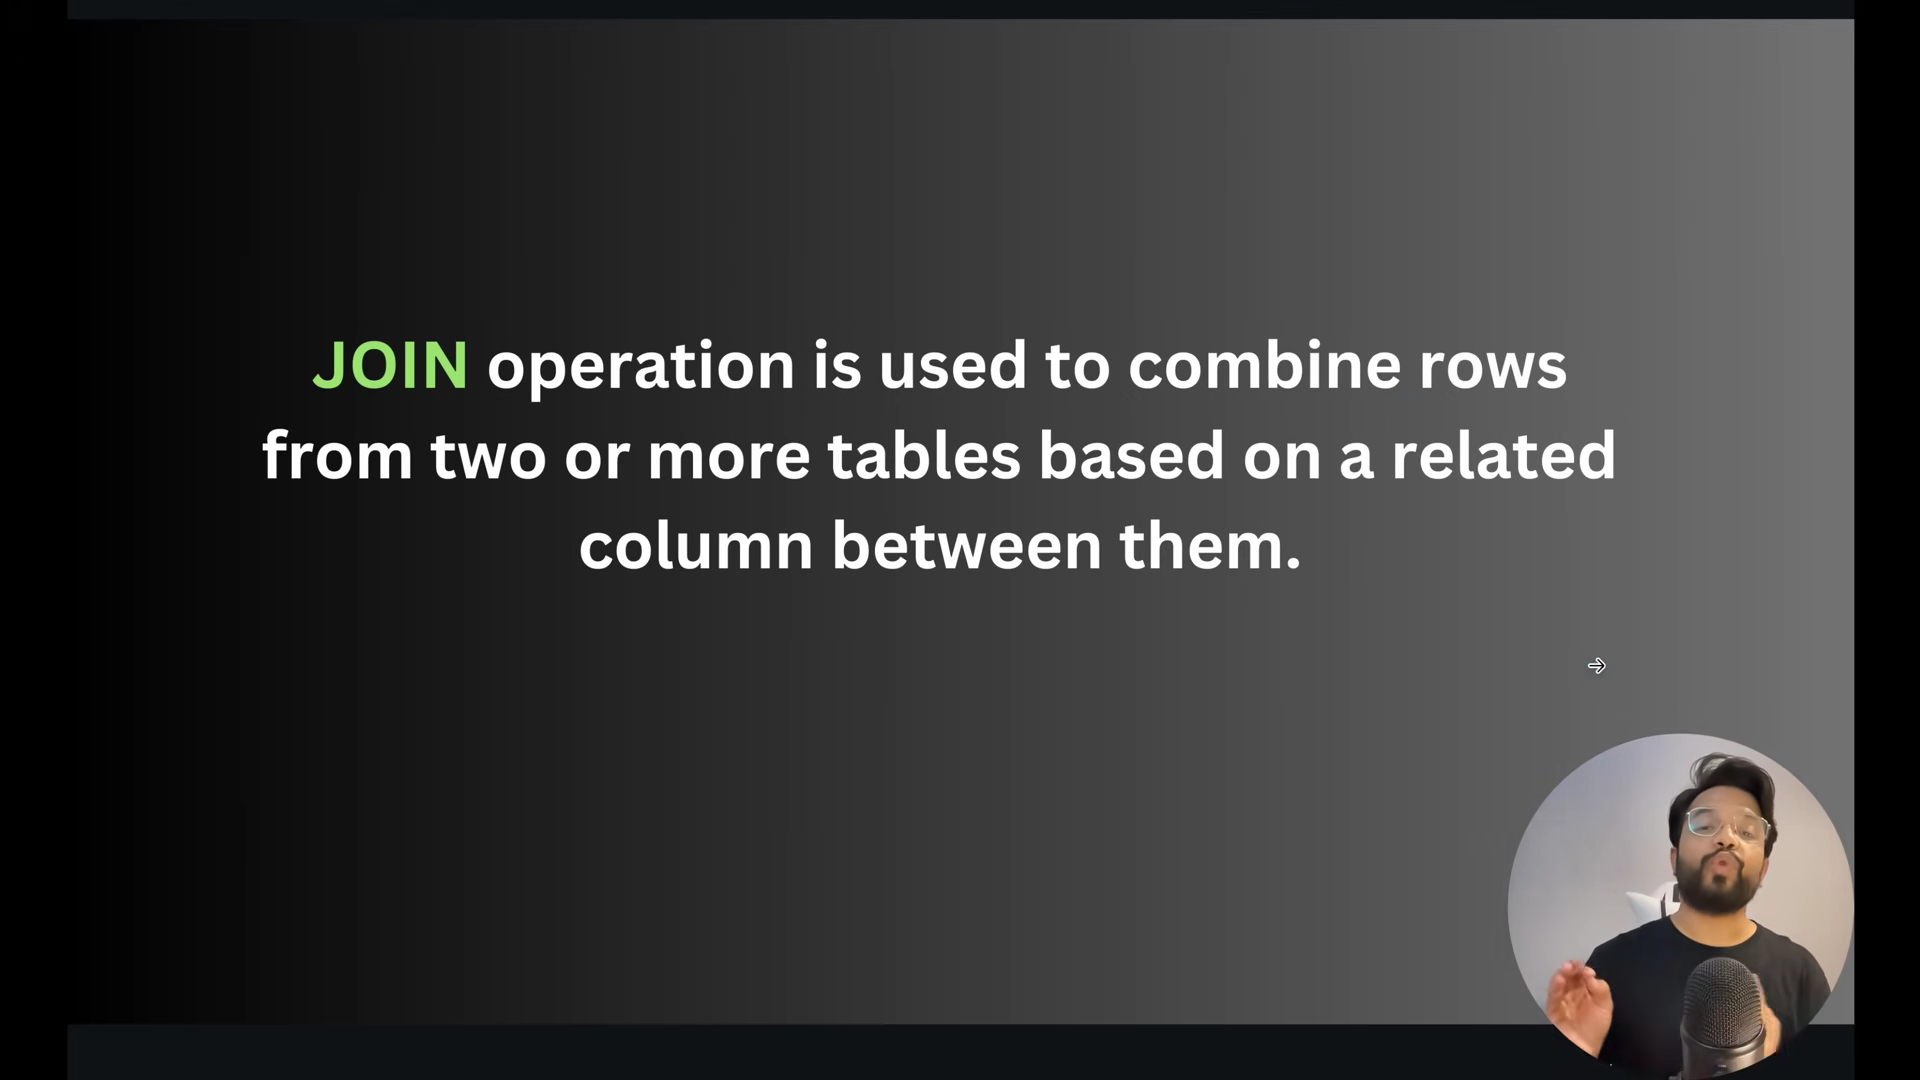 JOIN operation is used to combine rows
from two or more tables based on a related
column between them.